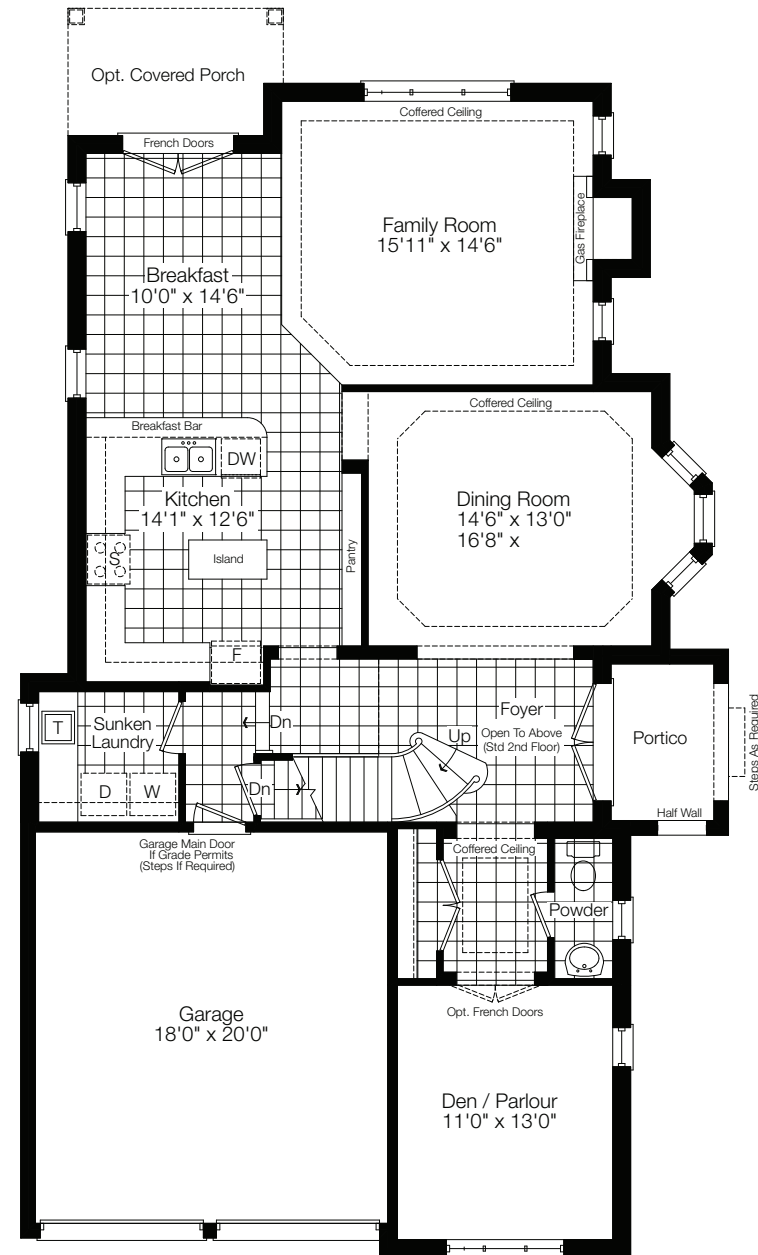 Opt. Covered Porch
French Doors
Coffered Ceiling
Family Room
15'11" x 14'6"
Gas Fireplace
Breakfast
10'0" x 14'6"
Breakfast Bar
DW
Kitchen
14'1" x 12'6"
S
Island
Pantry
F
Coffered Ceiling
Dining Room
14'6" x 13'0"
16'8" x
T
Sunken
Laundry
D
W
Dn
Dn
Up
Foyer
Open To Above
(Std 2nd Floor)
Portico
Steps As Required
Half Wall
Garage Main Door
If Grade Permits
(Steps If Required)
Coffered Ceiling
Powder
Opt. French Doors
Garage
18'0" x 20'0"
Den / Parlour
11'0" x 13'0"